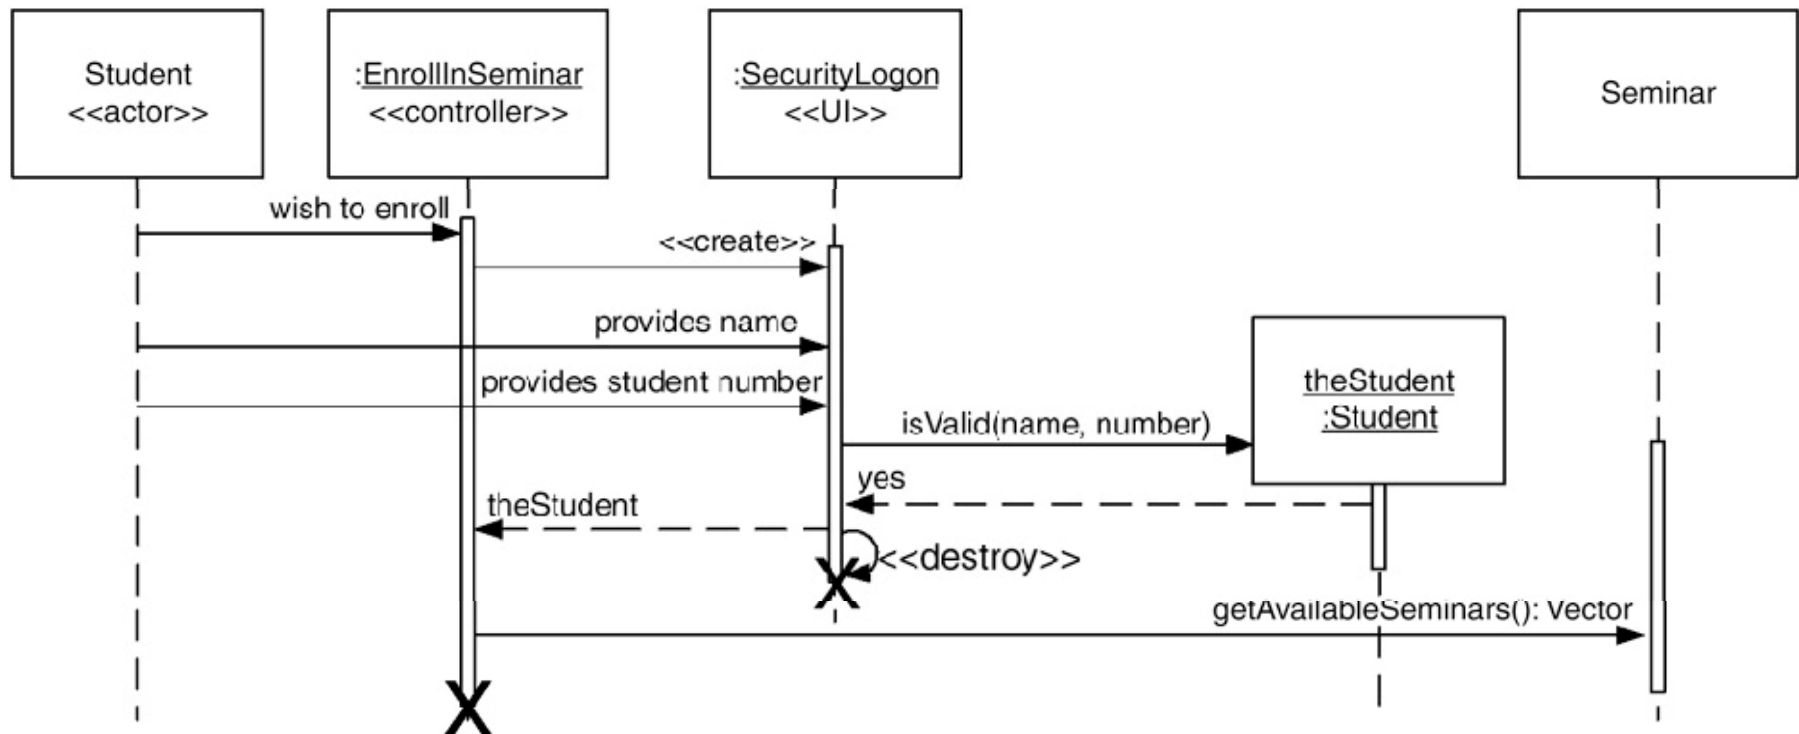 Student
<<actor>>
:EnrollInSeminar
<<controller>>
:SecurityLogon
<<UI>>
Seminar
wish to enroll
<<create>>
provides name
provides student number
theStudent
:Student
isValid(name, number)
yes
theStudent
<<destroy>>
getAvailableSeminars(): Vector